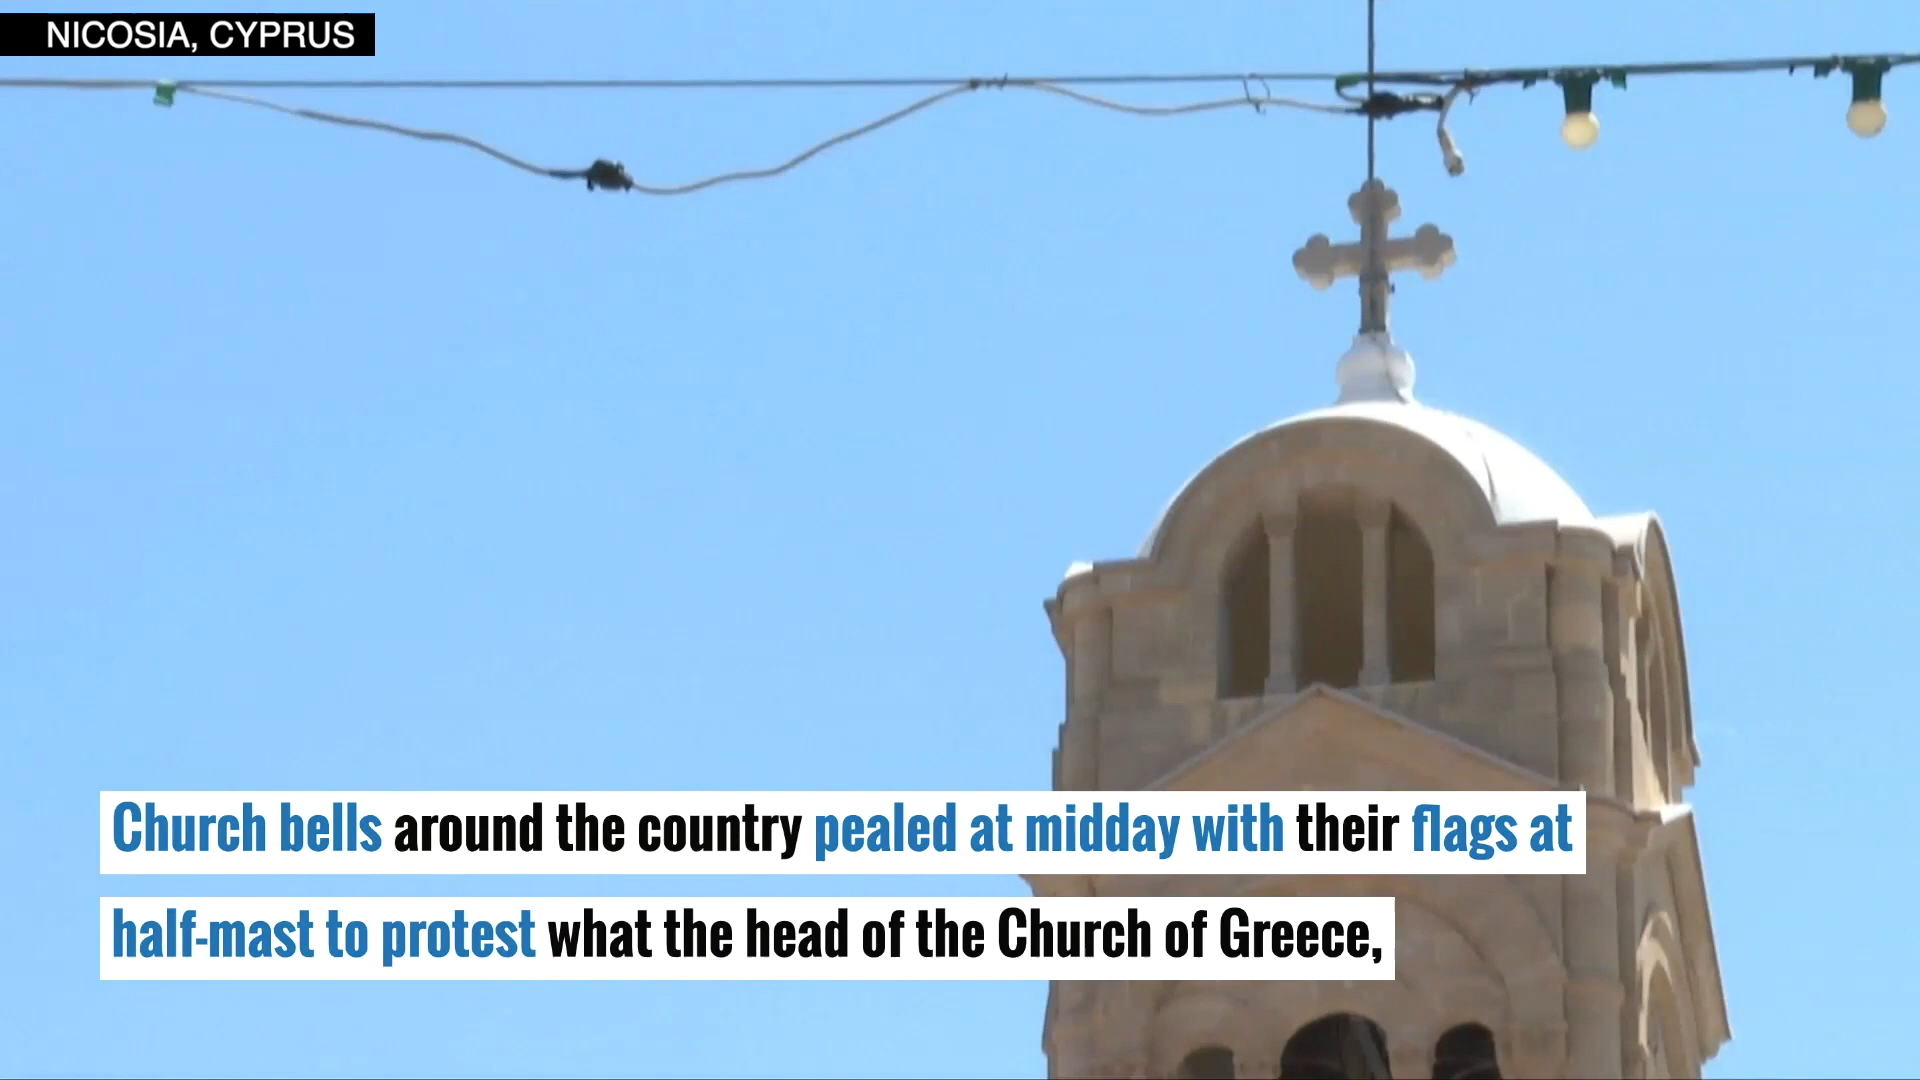 NICOSIA, CYPRUS
Church bells around the country pealed at midday with their flags at
half-mast to protest what the head of the Church of Greece,